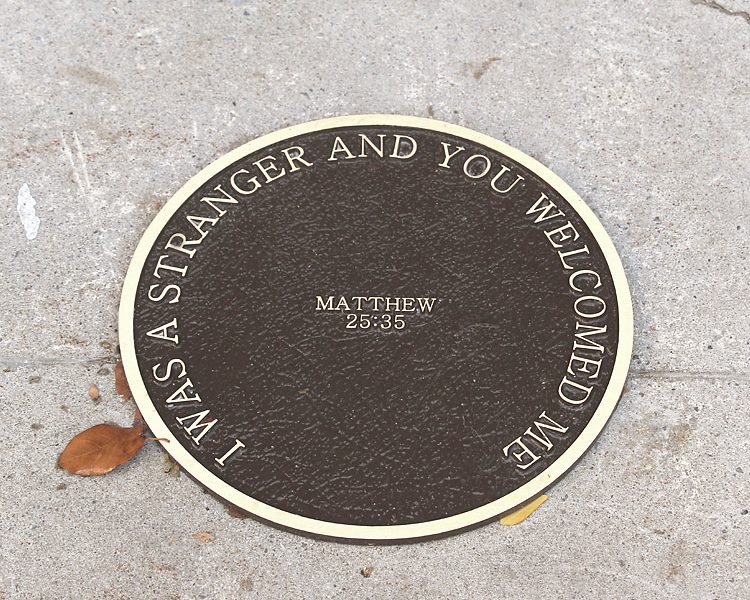 I WAS A STRANGER AND YOU WELCOMED ME
MATTHEW
25:35